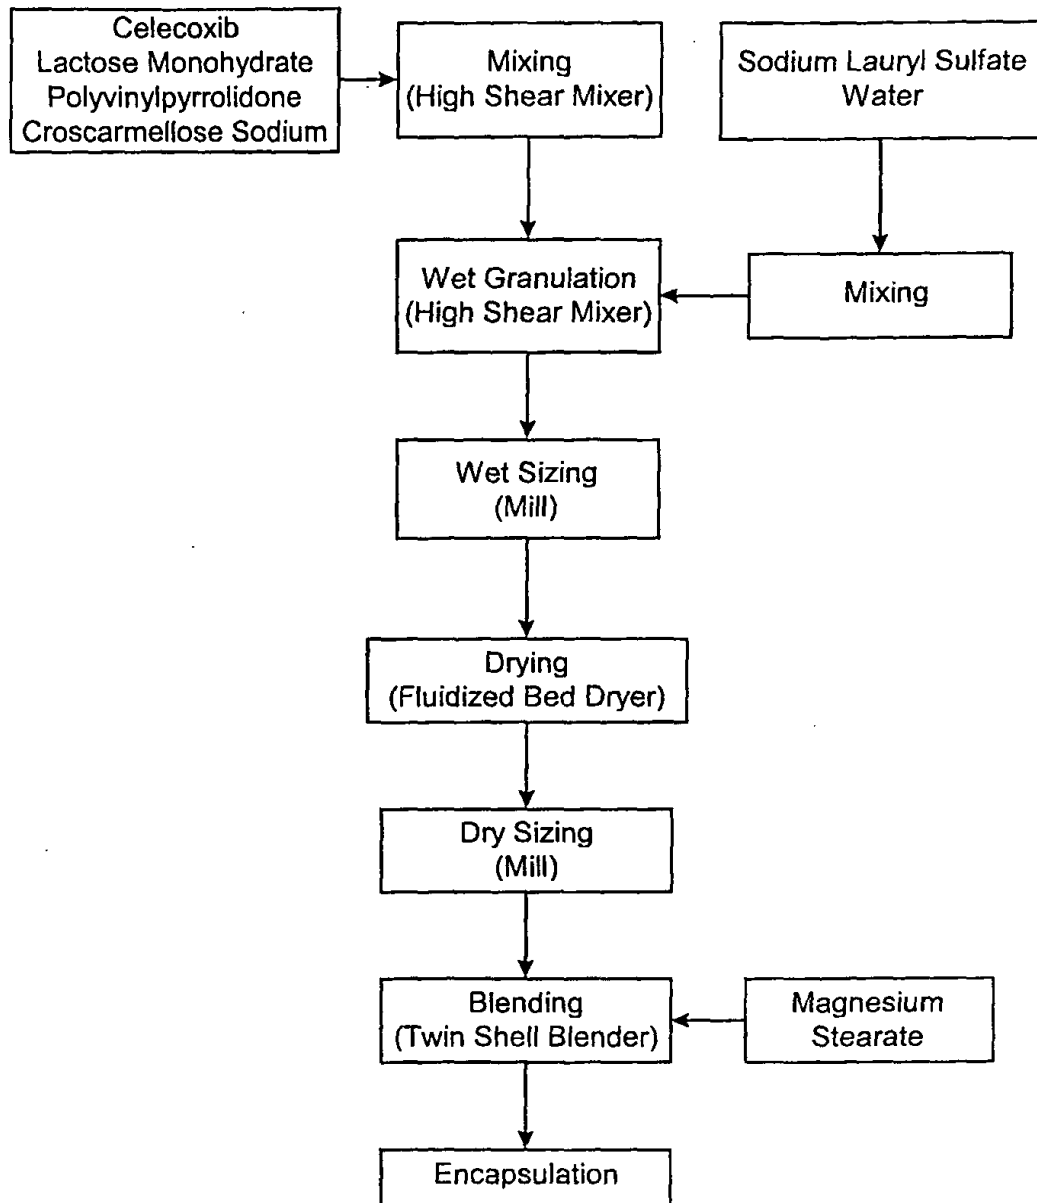 Celecoxib
Lactose Monohydrate
Polyvinylpyrrolidone
Croscarmellose Sodium
Mixing
(High Shear Mixer)
Sodium Lauryl Sulfate
Water
Wet Granulation
(High Shear Mixer)
Mixing
Wet Sizing
(Mill)
Drying
(Fluidized Bed Dryer)
Dry Sizing
(Mill)
Blending
(Twin Shell Blender)
Magnesium
Stearate
Encapsulation